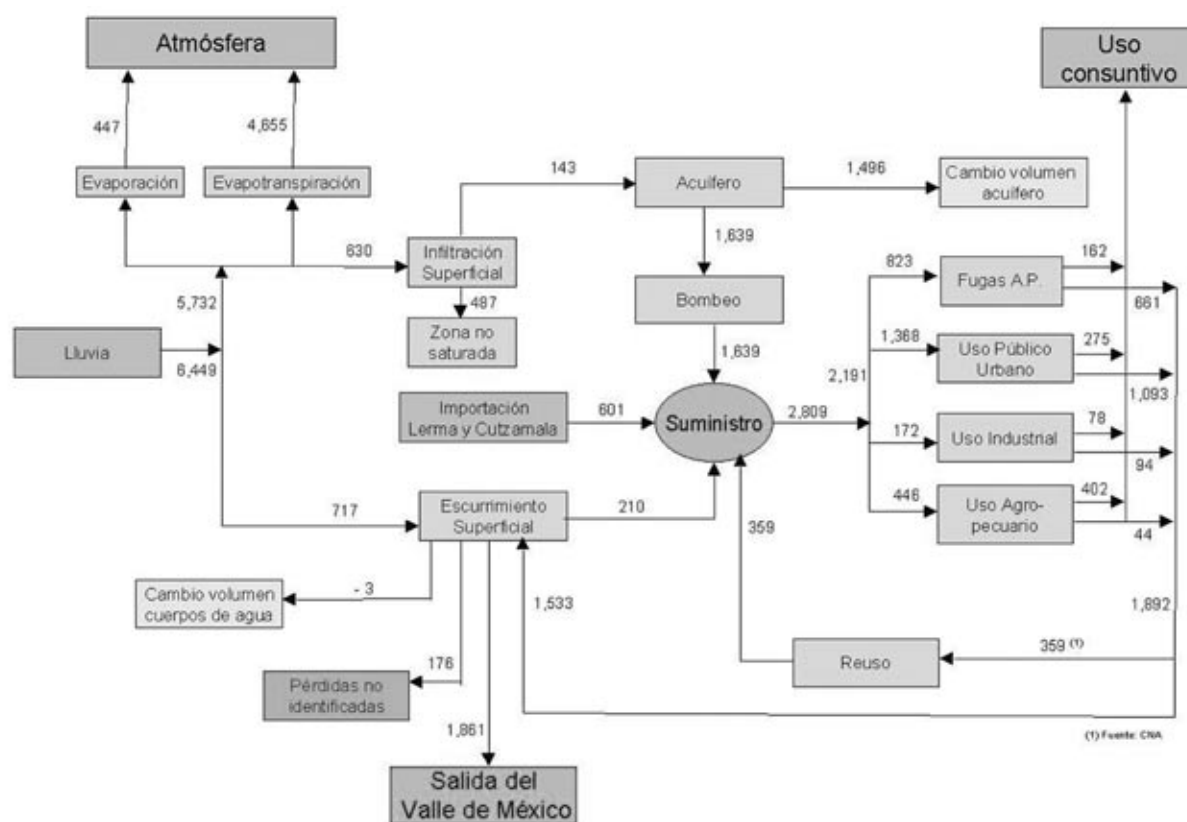 Atmósfera
Uso
consuntivo
447
4,655
Evaporación
Evapotranspiración
143
Acuífero
1,496
Cambio volumen
acuífero
630
Infiltración
Superficial
1,639
823
Fugas A.P.
162
661
5,732
487
Bombeo
Lluvia
6,449
Zona no
saturada
1,639
1,368
Uso Público
Urbano
275
1,093
2,191
Importación
Lerma y Cutzamala
601
Suministro
2,809
172
Uso Industrial
78
94
717
Escurrimiento
Superficial
210
446
Uso Agro-
pecuario
402
44
359
Cambio volumen
cuerpos de agua
- 3
1,533
1,892
176
Reuso
359 (1)
Pérdidas no
identificadas
1,861
(1) Fuente: CNA
Salida del
Valle de México